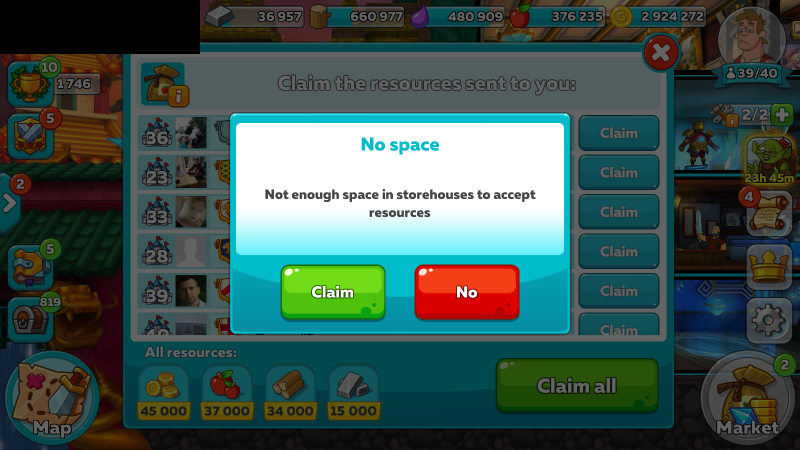 36 957
660 977
480 909
376 235
2 924 272
10
1746
Claim the resources sent to you:
39/40
5
36
Claim
2/2
No space
23
Claim
23h 45m
2
Not enough space in storehouses to accept
resources
33
Claim
4
5
28
Claim
Claim
No
39
Claim
819
Claim
All resources:
2
45 000
37 000
34 000
15 000
Claim all
Map
Market